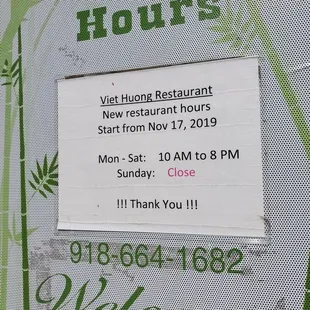 Hours
Viet Huong Restaurant
New restaurant hours
Start from Nov 17, 2019
Mon - Sat: 10 AM to 8 PM
Sunday: Close
!!! Thank You !!!
918-664-1682